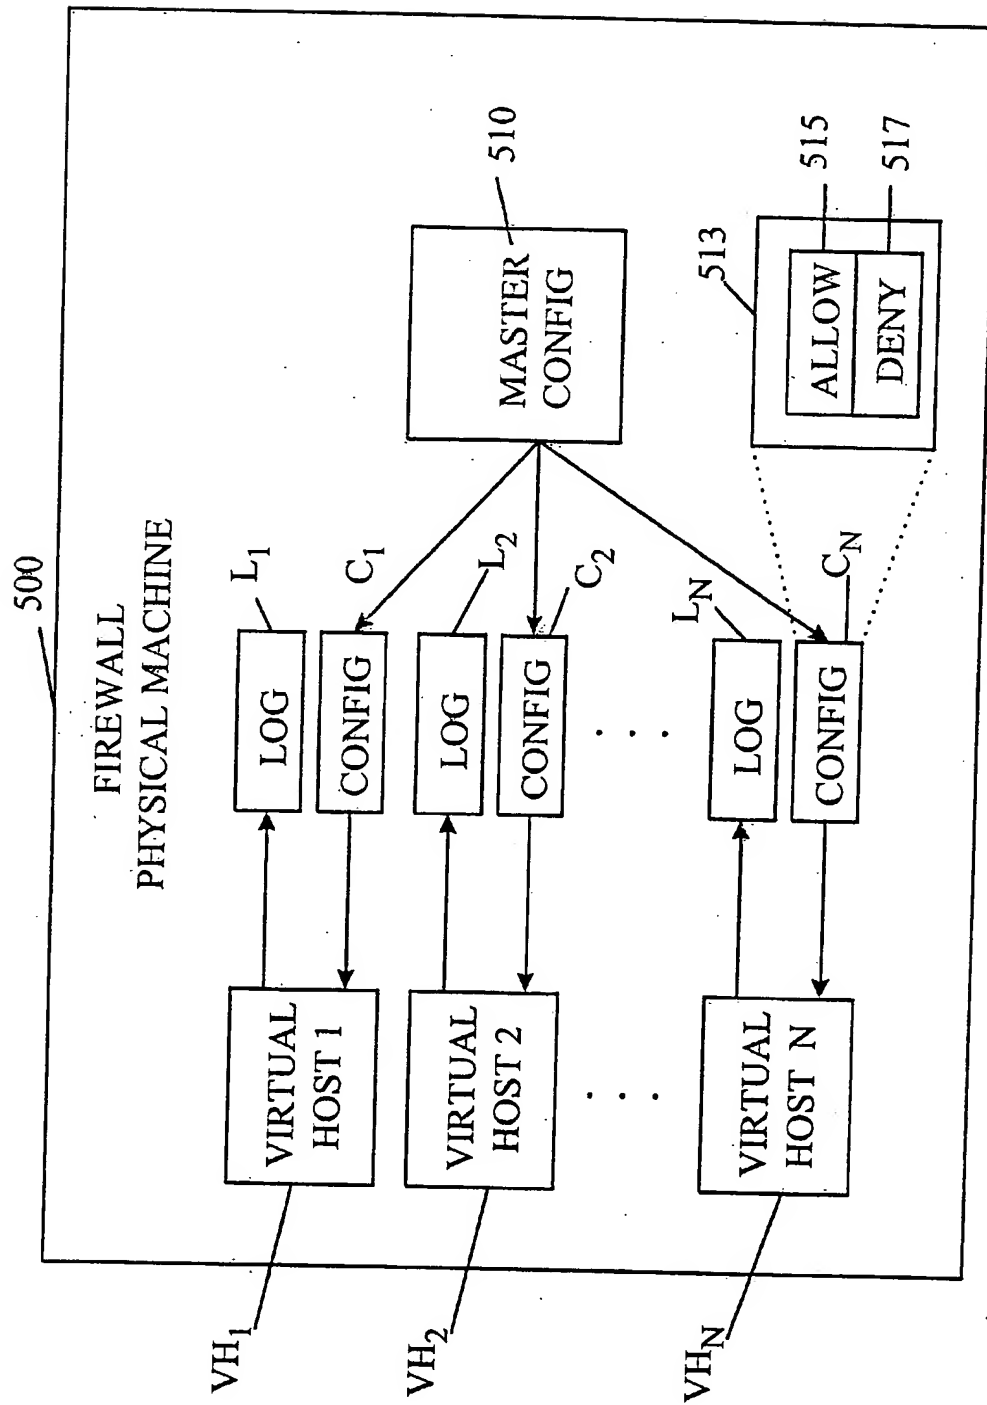 500
FIREWALL
PHYSICAL MACHINE
VH1
VIRTUAL
HOST 1
LOG
L1
CONFIG
C1
VH2
VIRTUAL
HOST 2
LOG
L2
CONFIG
C2
MASTER
CONFIG
510
. . .
. . .
VHN
VIRTUAL
HOST N
LOG
LN
CONFIG
CN
513
ALLOW
515
DENY
517